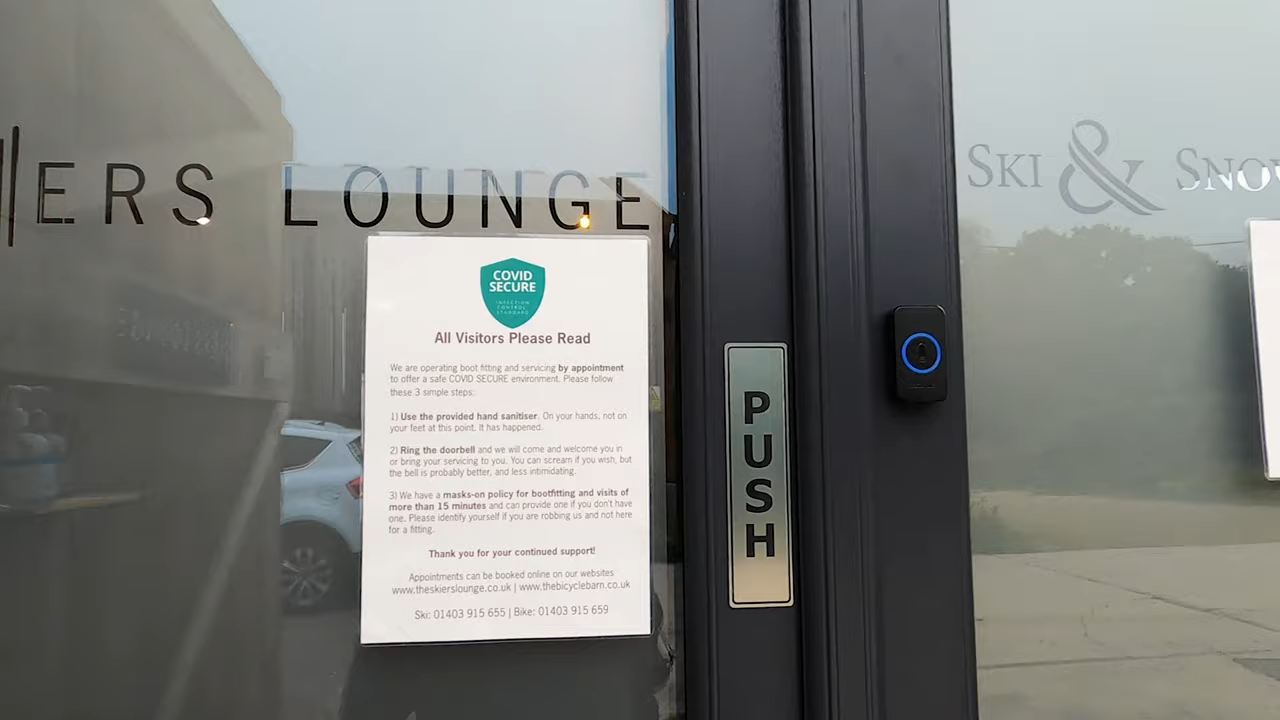 ERS LOUNGE
SKI & SNO
COVID
SECURE
INFECTION
CONTROL
STANDARD
All Visitors Please Read
We are operating boot fitting and servicing by appointment
to offer a safe COVID SECURE environment. Please follow
these 3 simple steps:
1) Use the provided hand sanitiser. On your hands, not on
your feet at this point. It has happened.
2) Ring the doorbell and we will come and welcome you in
or bring your servicing to you. You can scream if you wish, but
the bell is probably better, and less intimidating.
3) We have a masks-on policy for bootfitting and visits of
more than 15 minutes and can provide one if you don't have
one. Please identify yourself if you are robbing us and not here
for a fitting.
Thank you for your continued support!
Appointments can be booked online on our websites
www.theskierslounge.co.uk | www.thebicyclebarn.co.uk
Ski: 01403 915 655 | Bike: 01403 915 659
PUSH